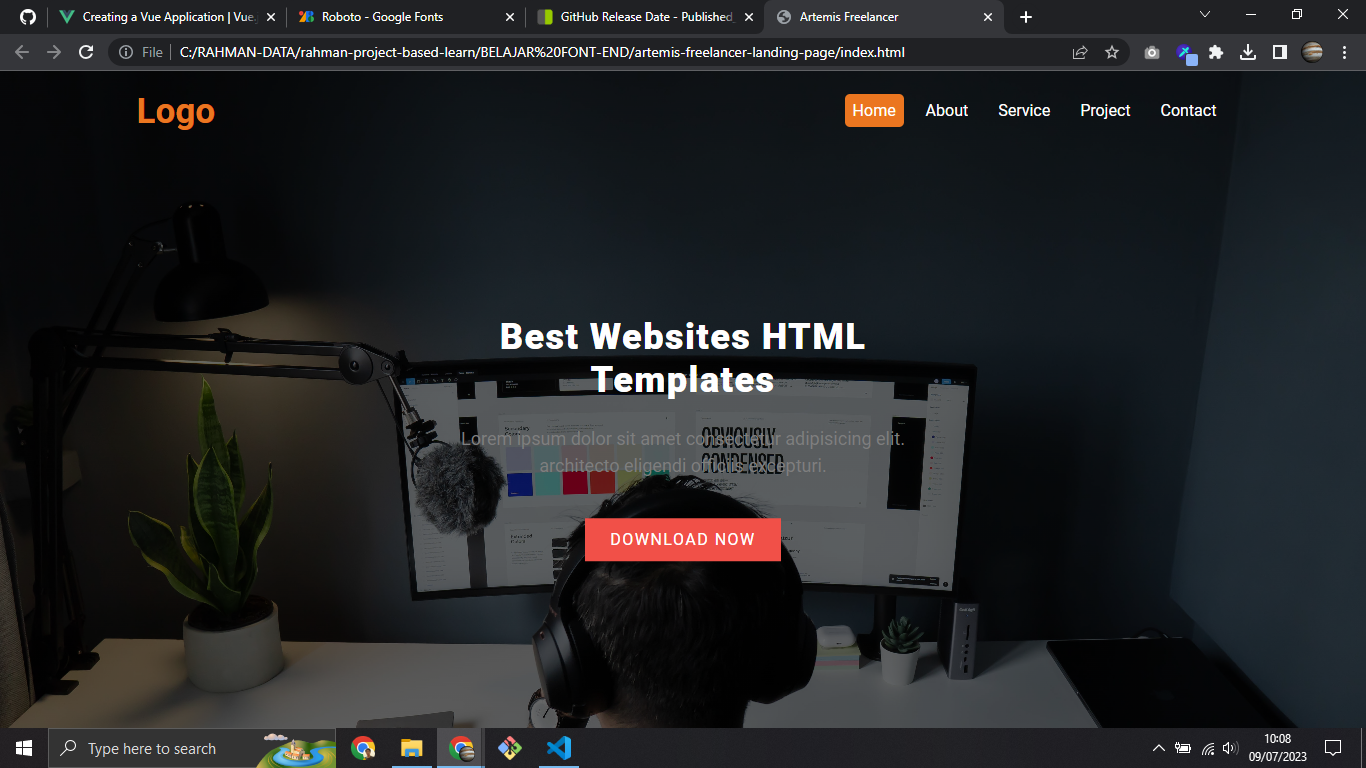 Creating a Vue Application | Vue.
Roboto - Google Fonts
GitHub Release Date - Published
Artemis Freelancer
File
C:/RAHMAN-DATA/rahman-project-based-learn/BELAJAR%20FONT-END/artemis-freelancer-landing-page/index.html
Logo
Home
About
Service
Project
Contact
Best Websites HTML
Templates
OBVIOUSLY
CONDENSED
Lorem ipsum dolor sit amet consectetur adipisicing elit.
architecto eligendi officiis excepturi.
DOWNLOAD NOW
Type here to search
10:08
09/07/2023